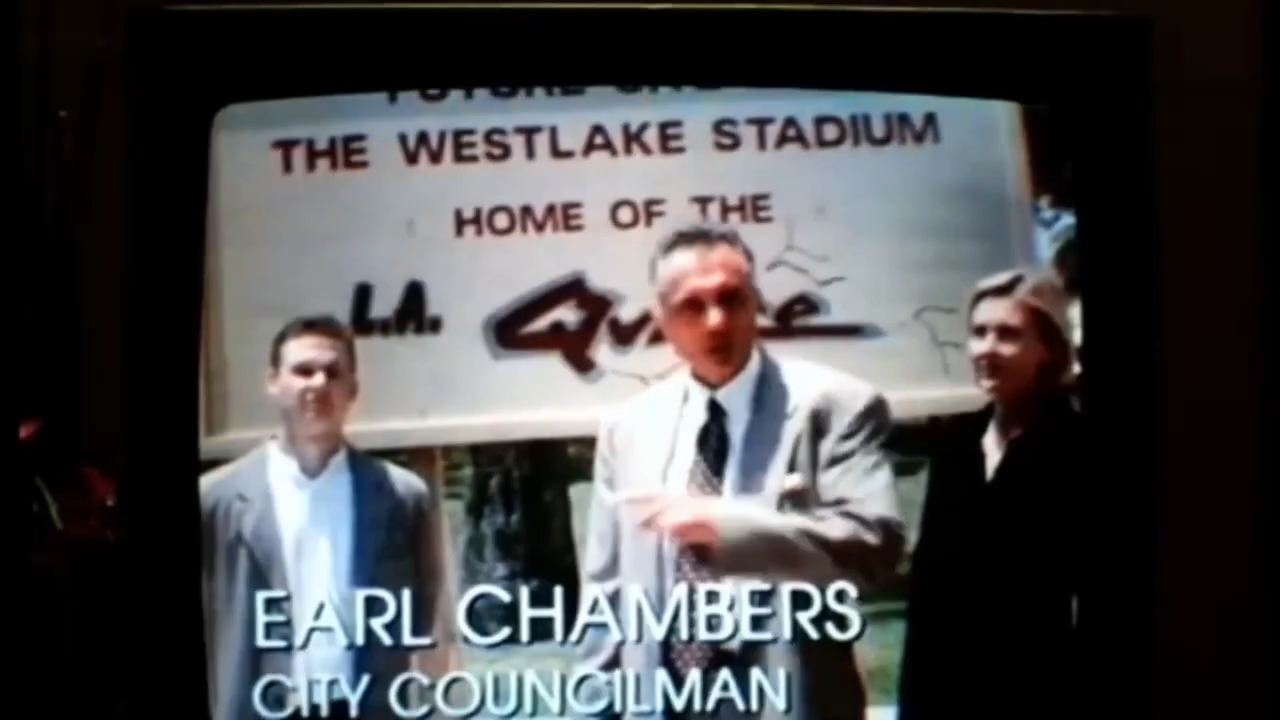 THE WESTLAKE STADIUM
HOME OF THE
L.A.
EARL CHAMBERS
CITY COUNCILMAN